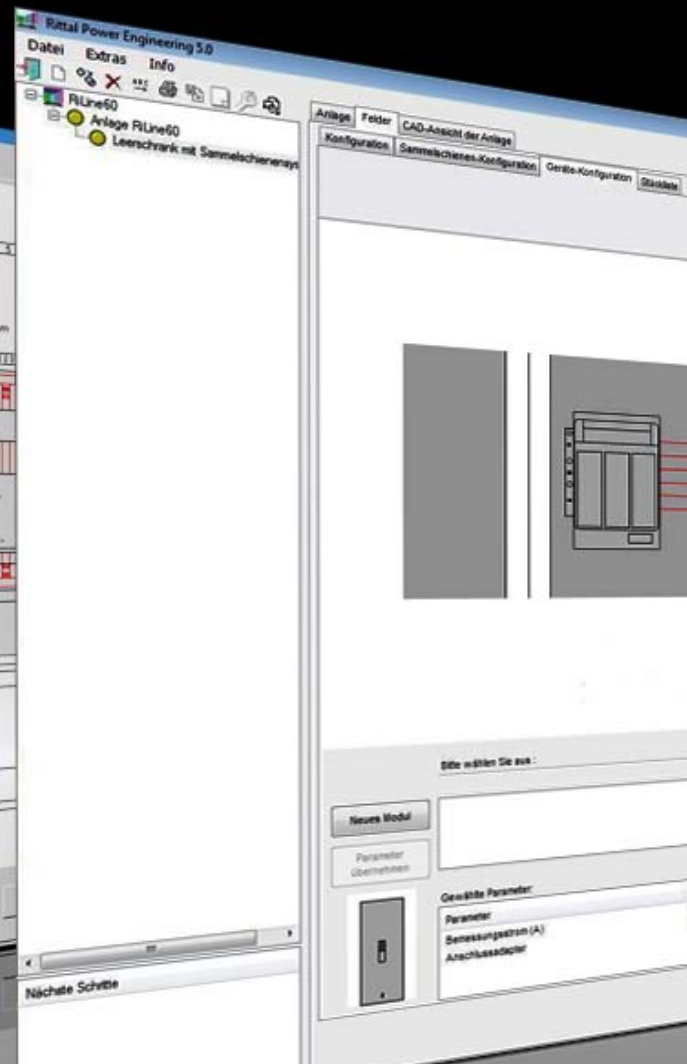 Rittal Power Engineering 5.0
Datei Extras Info
RiLine60
Anlage RiLine60
Leerschrank mit Sammelschienensys
Anlage Felder CAD-Ansicht der Anlage
Konfiguration Sammelschienen-Konfiguration Geräte-Konfiguration Stückliste
Bitte wählen Sie aus :
Neues Modul
Parameter
übernehmen
Gewählte Parameter:
Parameter
Bemessungsstrom (A)
Anschlussadapter
Nächste Schritte